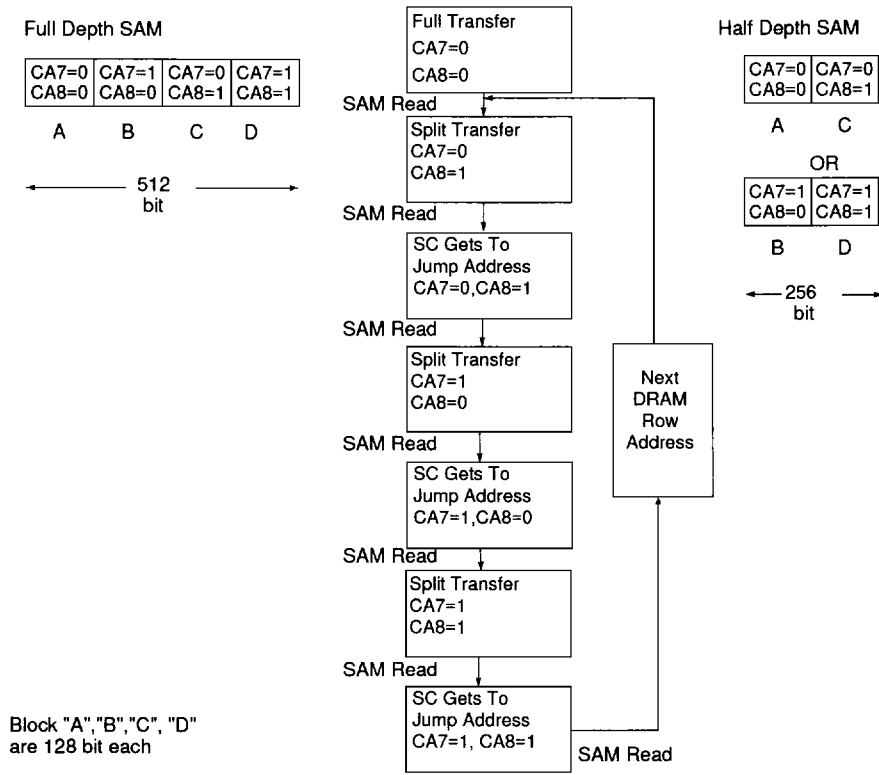 Full Depth SAM
CA7=0 CA7=1 CA7=0 CA7=1
CA8=0 CA8=0 CA8=1 CA8=1
A B C D
512
bit
Full Transfer
CA7=0
CA8=0
SAM Read
Split Transfer
CA7=0
CA8=1
SAM Read
SC Gets To
Jump Address
CA7=0,CA8=1
SAM Read
Split Transfer
CA7=1
CA8=0
SAM Read
SC Gets To
Jump Address
CA7=1,CA8=0
SAM Read
Split Transfer
CA7=1
CA8=1
SAM Read
SC Gets To
Jump Address
CA7=1, CA8=1
SAM Read
Next
DRAM
Row
Address
Half Depth SAM
CA7=0 CA7=0
CA8=0 CA8=1
A C
OR
CA7=1 CA7=1
CA8=0 CA8=1
B D
256
bit
Block "A","B","C", "D"
are 128 bit each